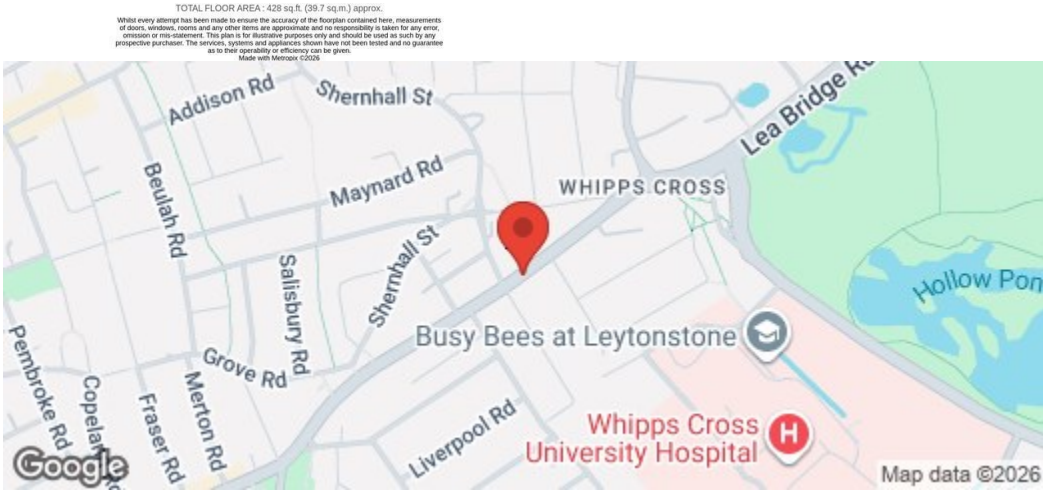 TOTAL FLOOR AREA : 428 sq.ft. (39.7 sq.m.) approx.
Whilst every attempt has been made to ensure the accuracy of the floorplan contained here, measurements
of doors, windows, rooms and any other items are approximate and no responsibility is taken for any error,
omission or mis-statement. This plan is for illustrative purposes only and should be used as such by any
prospective purchaser. The services, systems and appliances shown have not been tested and no guarantee
as to their operability or efficiency can be given.
Made with Metropix ©2026
Addison Rd
Shernhall St
Lea Bridge
Maynard Rd
WHIPPS CROSS
Beulah Rd
Shernhall St
Salisbury Rd
Hollow Pon
Busy Bees at Leytonstone
Pembroke Rd
Grove Rd
Merton Rd
Fraser Rd
Liverpool Rd
Whipps Cross
University Hospital
H
Google
Map data ©2026